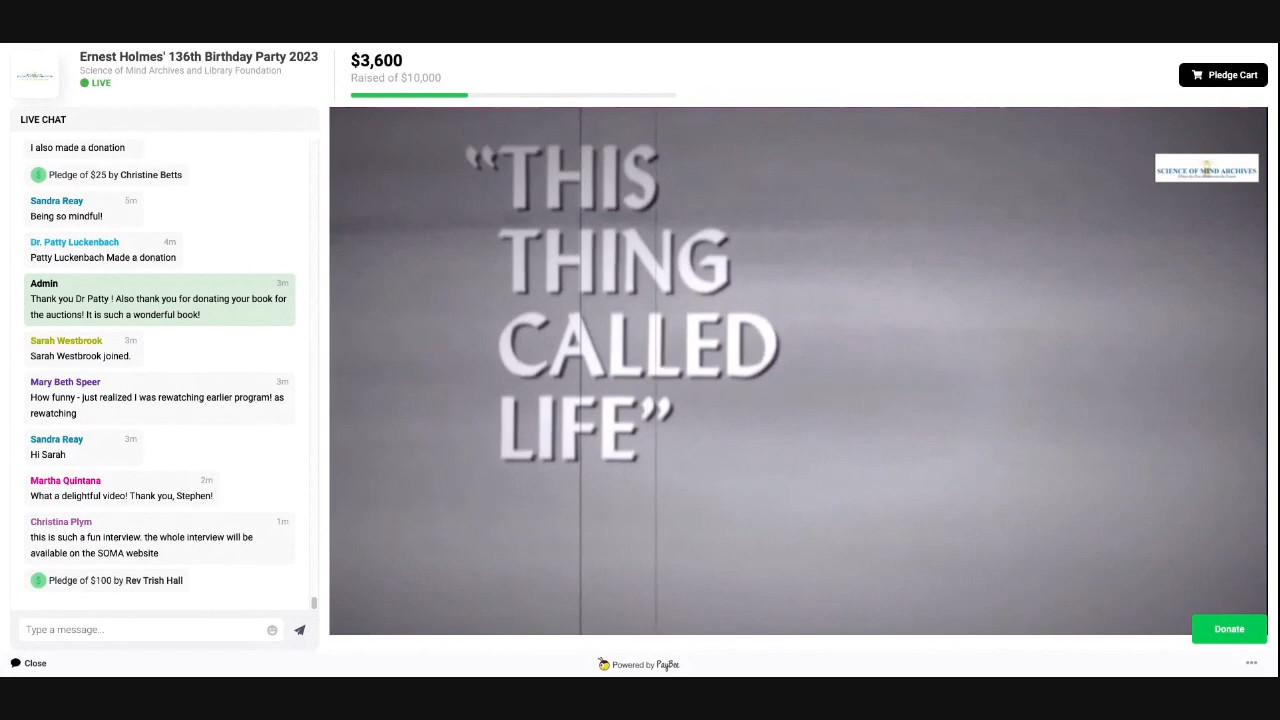 Ernest Holmes' 136th Birthday Party 2023
Science of Mind Archives and Library Foundation
LIVE
$3,600
Raised of $10,000
Pledge Cart
LIVE CHAT
I also made a donation
Pledge of $25 by Christine Betts
Sandra Reay 5m
Being so mindful!
Dr. Patty Luckenbach 4m
Patty Luckenbach Made a donation
Admin 3m
Thank you Dr Patty ! Also thank you for donating your book for
the auctions! It is such a wonderful book!
Sarah Westbrook 3m
Sarah Westbrook joined.
Mary Beth Speer 3m
How funny - just realized I was rewatching earlier program! as
rewatching
Sandra Reay 3m
Hi Sarah
Martha Quintana 2m
What a delightful video! Thank you, Stephen!
Christina Plym 1m
this is such a fun interview. the whole interview will be
available on the SOMA website
Pledge of $100 by Rev Trish Hall
Type a message...
Close
"THIS
THING
CALLED
LIFE"
SCIENCE OF MIND ARCHIVES
Donate
Powered by PayBee